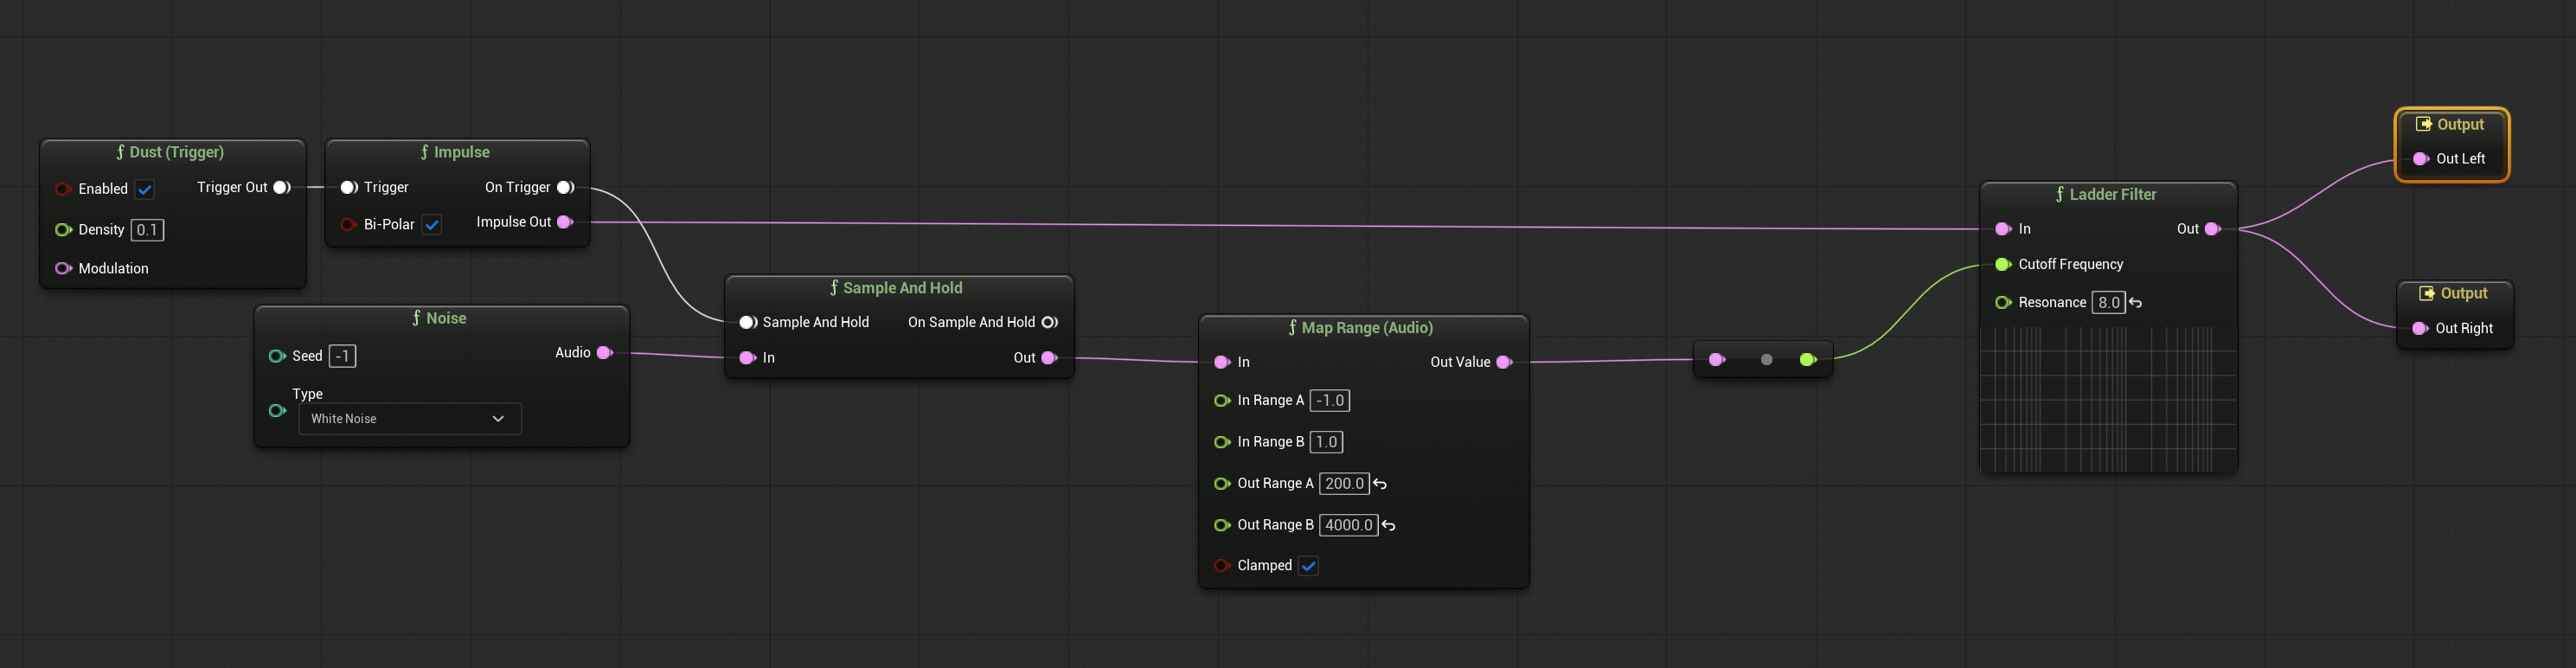 Dust (Trigger)
Enabled
Trigger Out
Density 0.1
Modulation
Impulse
Trigger
On Trigger
Bi-Polar
Impulse Out
Noise
Seed -1
Audio
Type
White Noise
Sample And Hold
Sample And Hold
On Sample And Hold
In
Out
Map Range (Audio)
In
Out Value
In Range A -1.0
In Range B 1.0
Out Range A 200.0
Out Range B 4000.0
Clamped
Ladder Filter
In
Out
Cutoff Frequency
Resonance 8.0
Output
Out Left
Output
Out Right